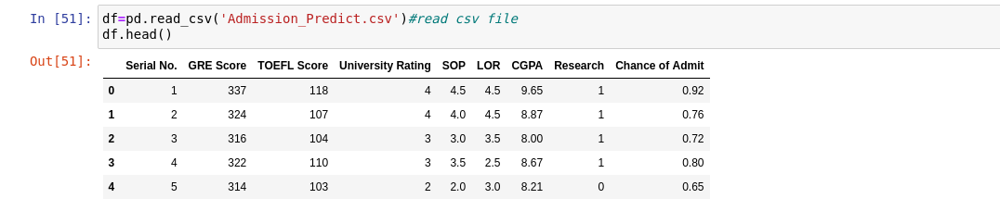 In [51]: df=pd.read_csv('Admission_Predict.csv')#read csv file
df.head()
Out[51]:
Serial No. GRE Score TOEFL Score University Rating SOP LOR CGPA Research Chance of Admit
0 1 337 118 4 4.5 4.5 9.65 1 0.92
1 2 324 107 4 4.0 4.5 8.87 1 0.76
2 3 316 104 3 3.0 3.5 8.00 1 0.72
3 4 322 110 3 3.5 2.5 8.67 1 0.80
4 5 314 103 2 2.0 3.0 8.21 0 0.65